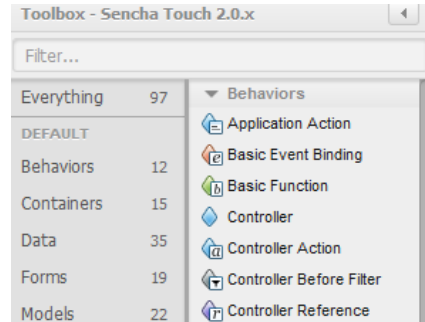 Toolbox - Sencha Touch 2.0.x
Filter...
Everything 97
DEFAULT
Behaviors 12
Containers 15
Data 35
Forms 19
Models 22
Behaviors
Application Action
Basic Event Binding
Basic Function
Controller
Controller Action
Controller Before Filter
Controller Reference